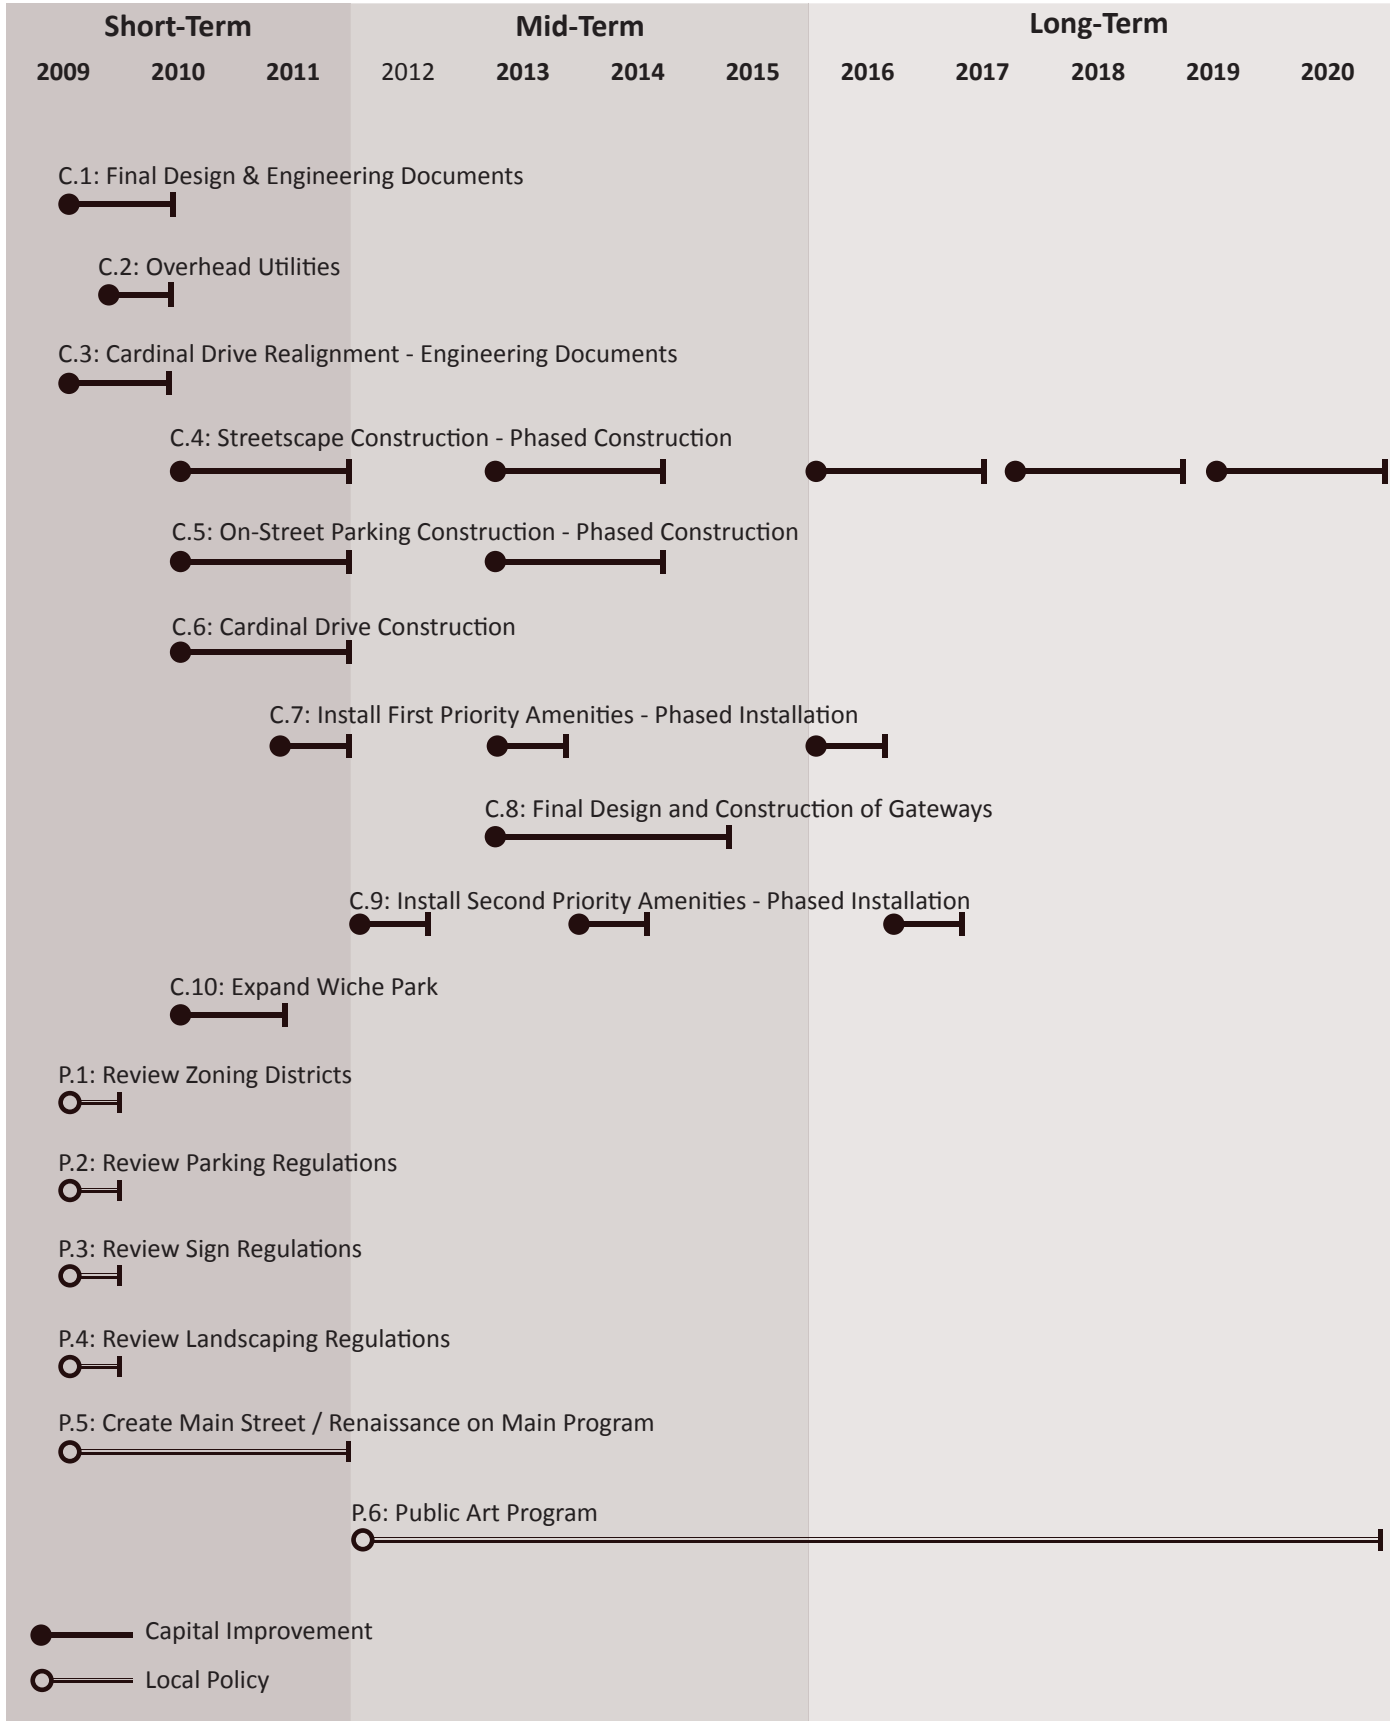 Short-Term Mid-Term Long-Term
2009 2010 2011 2012 2013 2014 2015 2016 2017 2018 2019 2020
C.1: Final Design & Engineering Documents
C.2: Overhead Utilities
C.3: Cardinal Drive Realignment - Engineering Documents
C.4: Streetscape Construction - Phased Construction
C.5: On-Street Parking Construction - Phased Construction
C.6: Cardinal Drive Construction
C.7: Install First Priority Amenities - Phased Installation
C.8: Final Design and Construction of Gateways
C.9: Install Second Priority Amenities - Phased Installation
C.10: Expand Wiche Park
P.1: Review Zoning Districts
P.2: Review Parking Regulations
P.3: Review Sign Regulations
P.4: Review Landscaping Regulations
P.5: Create Main Street / Renaissance on Main Program
P.6: Public Art Program
Capital Improvement
Local Policy